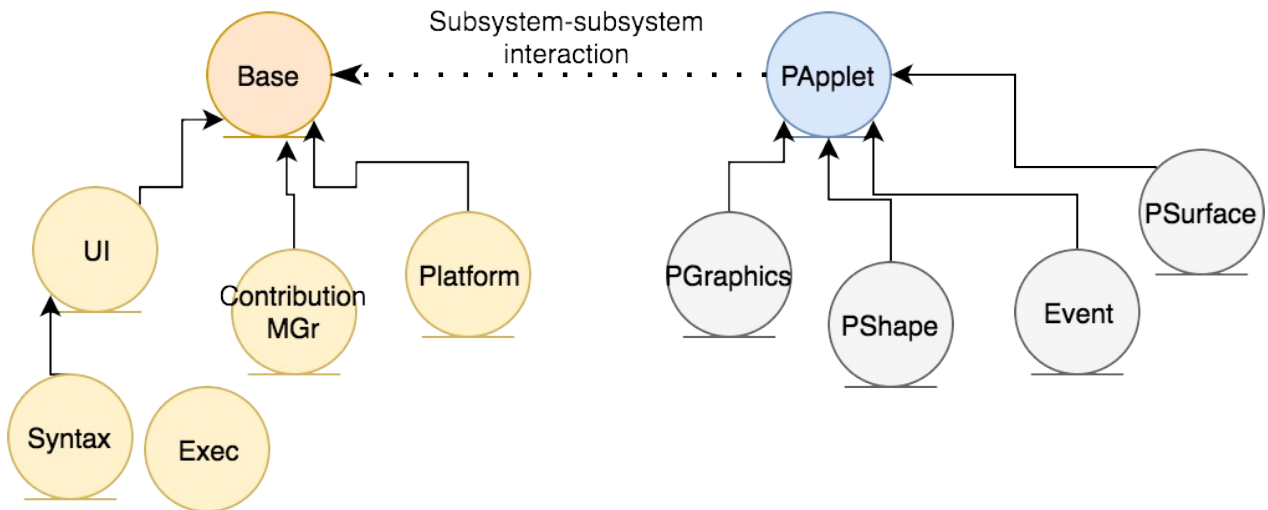 Subsystem-subsystem
interaction
Base
PApplet
UI
Contribution
MGr
Platform
PGraphics
PShape
Event
PSurface
Syntax
Exec